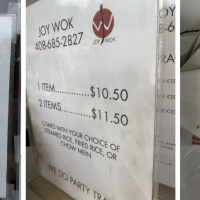 JOY WOK
408-685-2827
JOY WOK
1 ITEM..............$10.50
2 ITEMS...........$11.50
COMES WITH YOUR CHOICE OF
STEAMED RICE, FRIED RICE, OR
CHOW MEIN
WE DO PARTY TRA